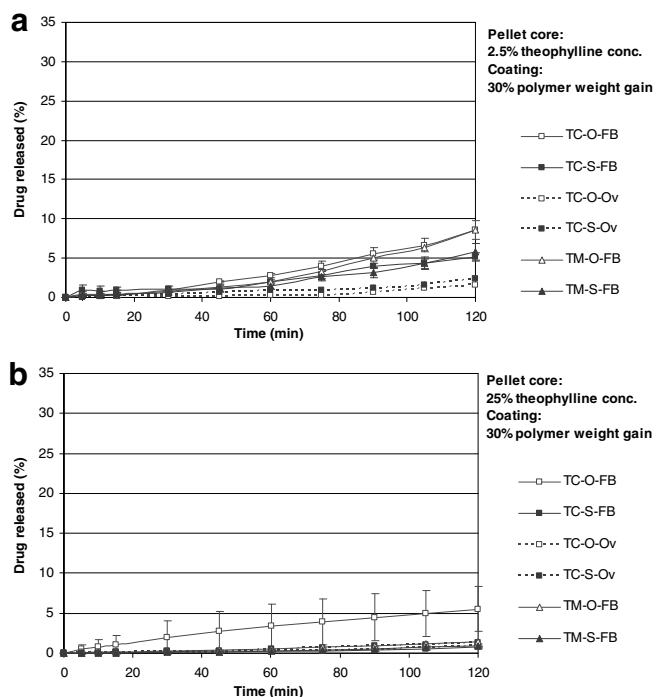 a
35
30
25
20
15
10
5
0
Drug released (%)
0 20 40 60 80 100 120
Time (min)
Pellet core:
2.5% theophylline conc.
Coating:
30% polymer weight gain
TC-O-FB
TC-S-FB
TC-O-Ov
TC-S-Ov
TM-O-FB
TM-S-FB
b
35
30
25
20
15
10
5
0
Drug released (%)
0 20 40 60 80 100 120
Time (min)
Pellet core:
25% theophylline conc.
Coating:
30% polymer weight gain
TC-O-FB
TC-S-FB
TC-O-Ov
TC-S-Ov
TM-O-FB
TM-S-FB